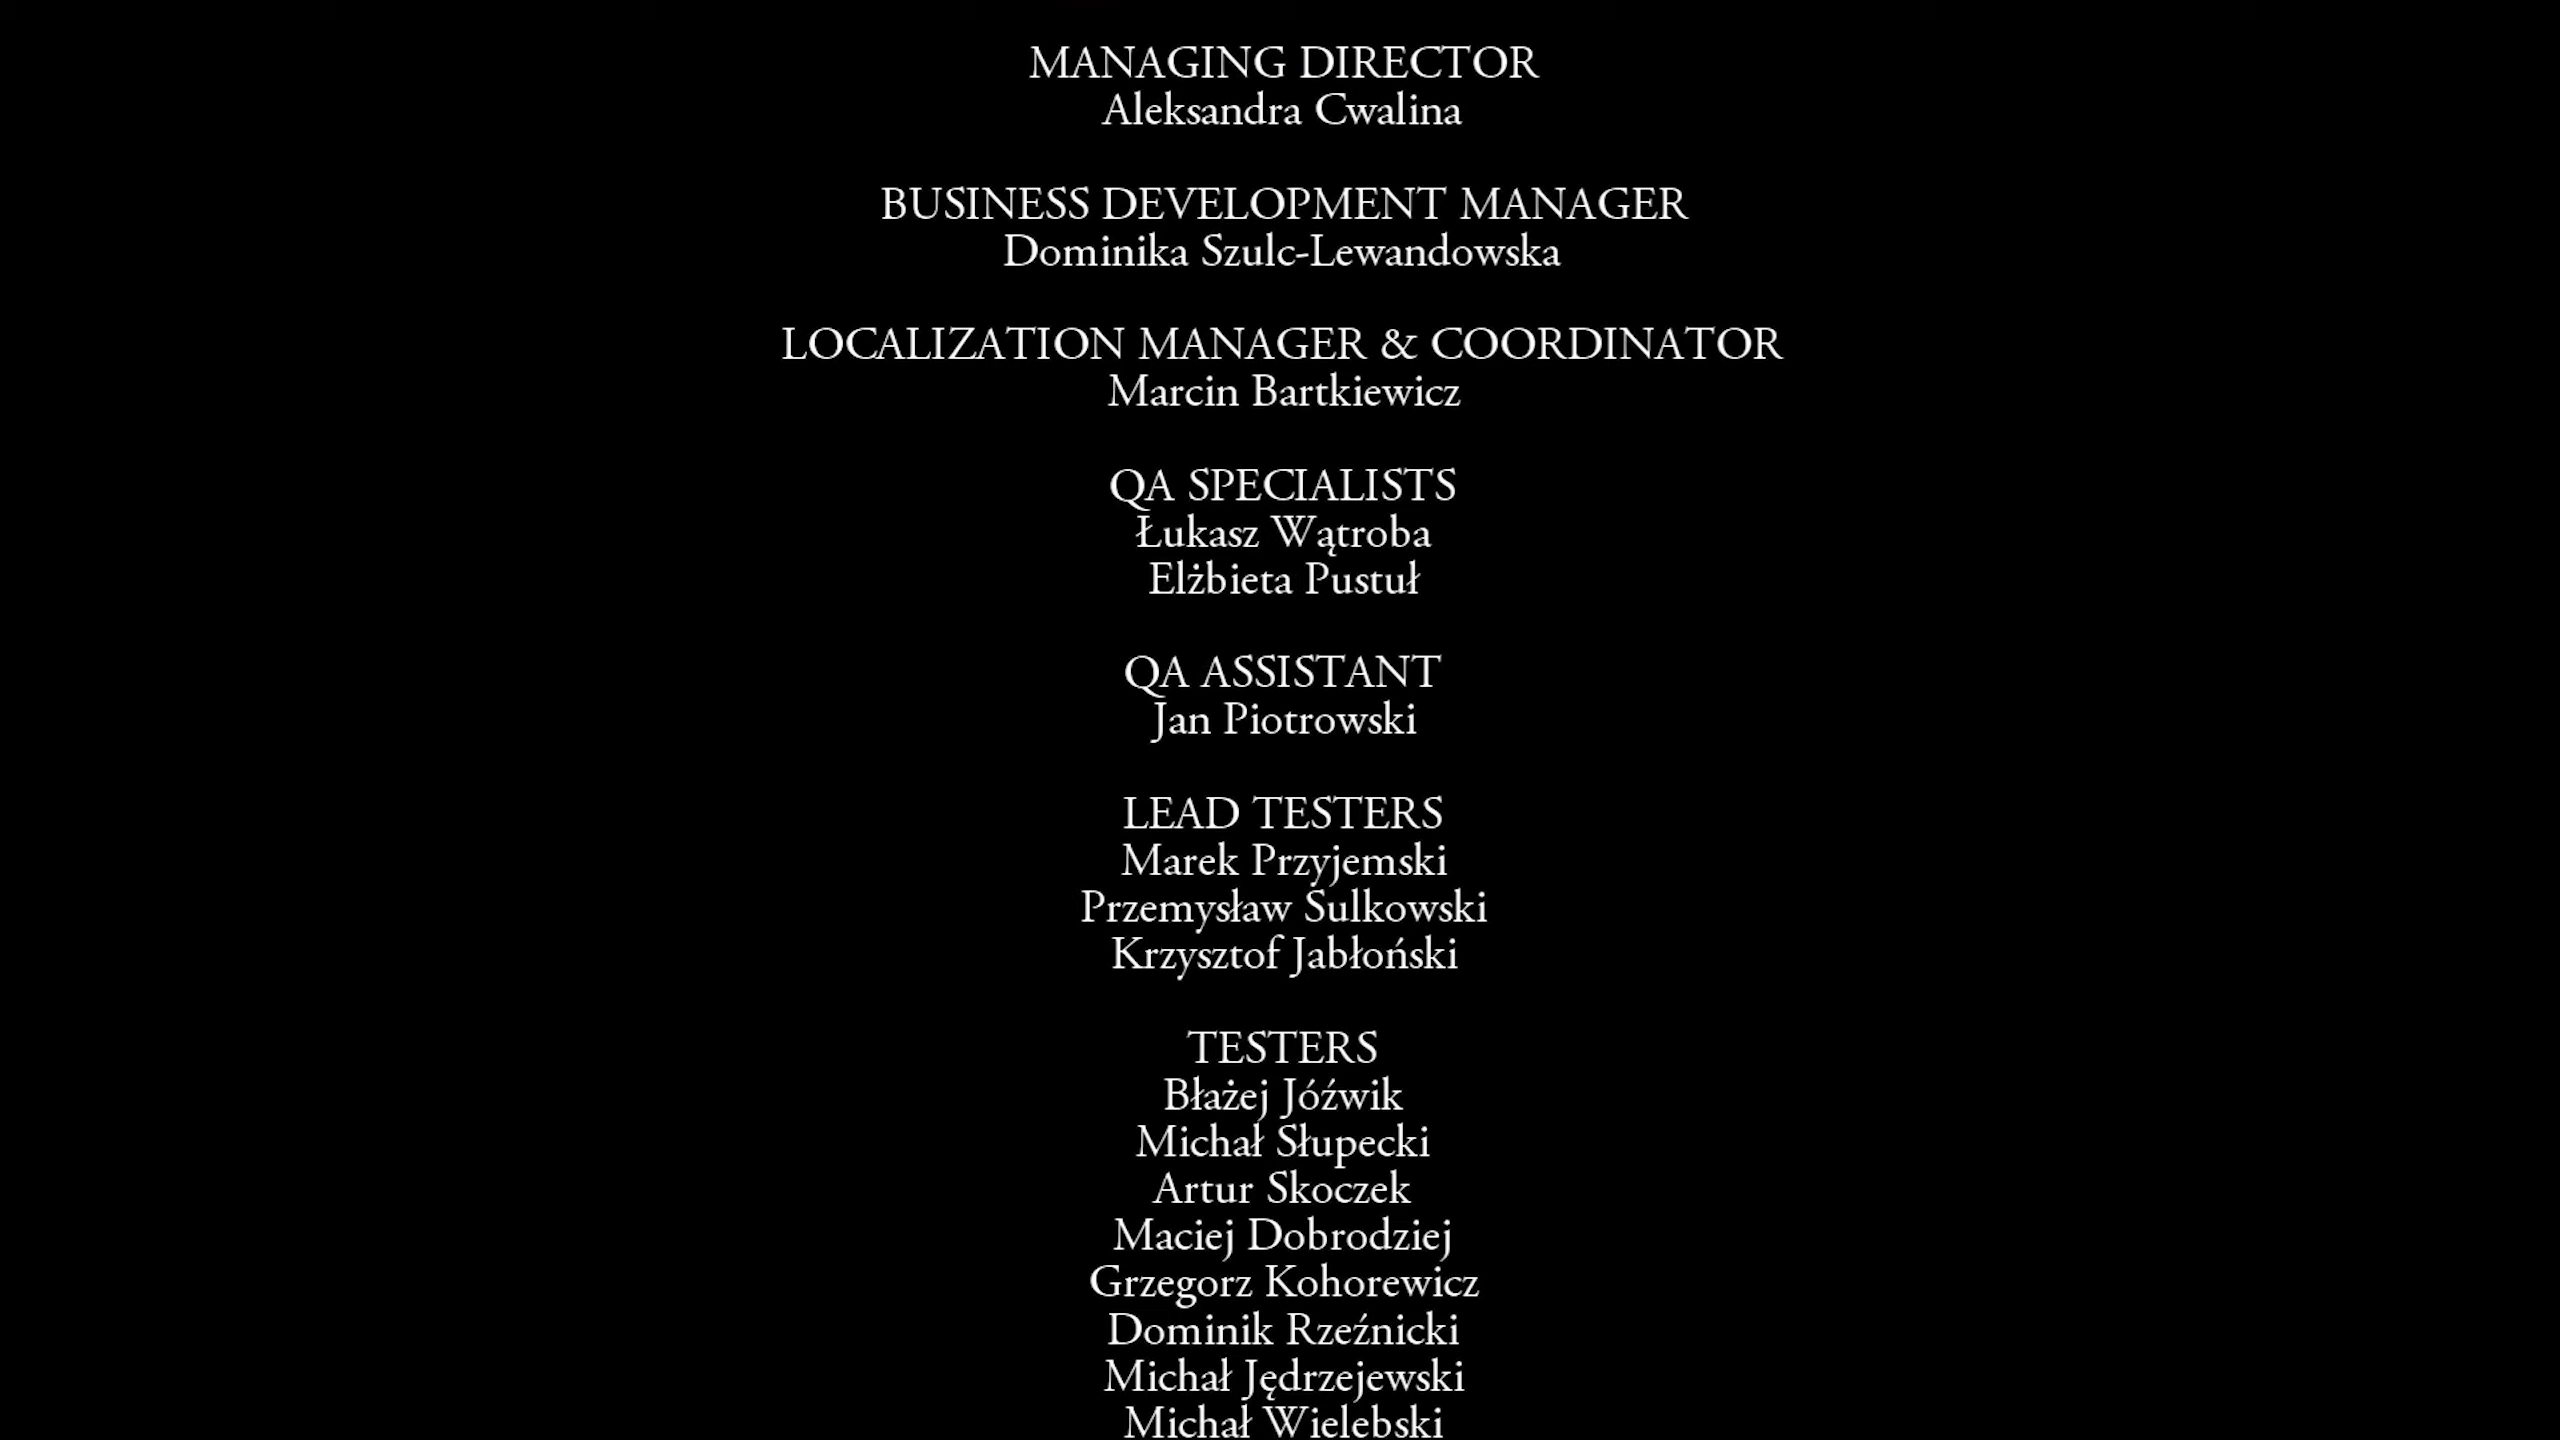 MANAGING DIRECTOR
Aleksandra Cwalina
BUSINESS DEVELOPMENT MANAGER
Dominika Szulc-Lewandowska
LOCALIZATION MANAGER & COORDINATOR
Marcin Bartkiewicz
QA SPECIALISTS
Łukasz Wątroba
Elżbieta Pustuł
QA ASSISTANT
Jan Piotrowski
LEAD TESTERS
Marek Przyjemski
Przemysław Sulkowski
Krzysztof Jabłoński
TESTERS
Błażej Jóźwik
Michał Słupecki
Artur Skoczek
Maciej Dobrodziej
Grzegorz Kohorewicz
Dominik Rzeźnicki
Michał Jędrzejewski
Michał Wielebski